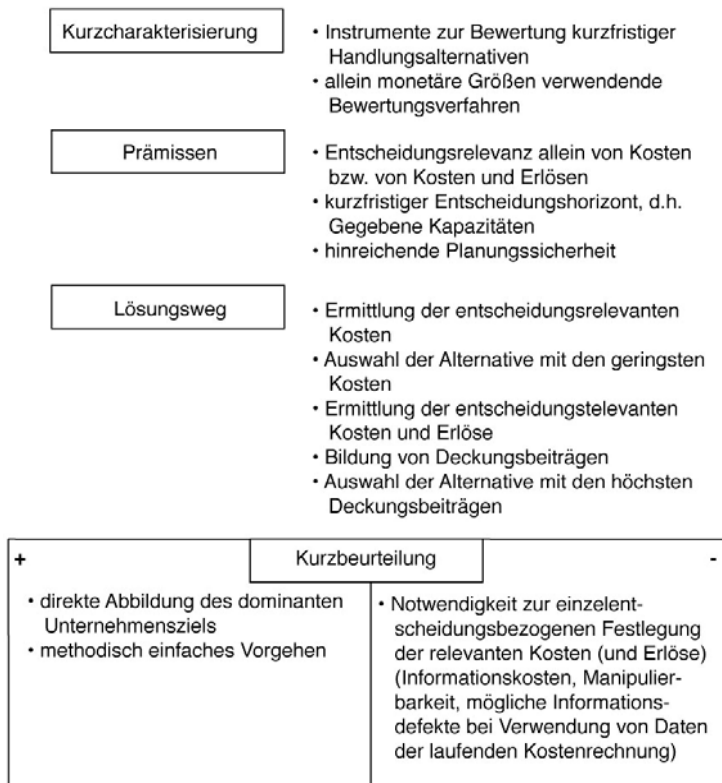 Kurzcharakterisierung
• Instrumente zur Bewertung kurzfristiger
Handlungsalternativen
• allein monetäre Größen verwendende
Bewertungsverfahren
Prämissen
• Entscheidungsrelevanz allein von Kosten
bzw. von Kosten und Erlösen
• kurzfristiger Entscheidungshorizont, d.h.
Gegebene Kapazitäten
• hinreichende Planungssicherheit
Lösungsweg
• Ermittlung der entscheidungsrelevanten
Kosten
• Auswahl der Alternative mit den geringsten
Kosten
• Ermittlung der entscheidungstelevanten
Kosten und Erlöse
• Bildung von Deckungsbeiträgen
• Auswahl der Alternative mit den höchsten
Deckungsbeiträgen
+ Kurzbeurteilung -
• direkte Abbildung des dominanten
Unternehmensziels
• methodisch einfaches Vorgehen
• Notwendigkeit zur einzelent-
scheidungsbezogenen Festlegung
der relevanten Kosten (und Erlöse)
(Informationskosten, Manipulier-
barkeit, mögliche Informations-
defekte bei Verwendung von Daten
der laufenden Kostenrechnung)